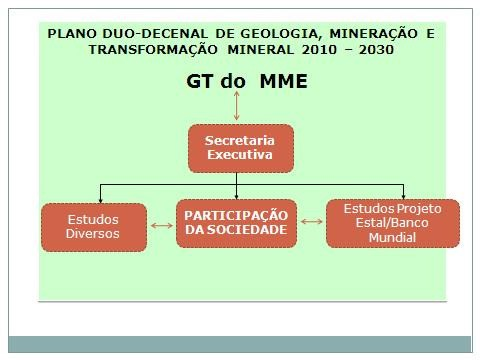 PLANO DUO-DECENAL DE GEOLOGIA, MINERAÇÃO E
TRANSFORMAÇÃO MINERAL 2010 – 2030
GT do MME
Secretaria
Executiva
Estudos
Diversos
PARTICIPAÇÃO
DA SOCIEDADE
Estudos Projeto
Estal/Banco
Mundial